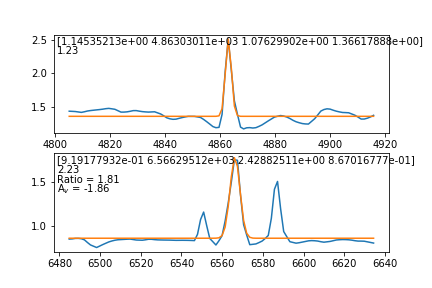 [1.14535213e+00 4.86303011e+03 1.07629902e+00 1.36617888e+00]
1.23
2.5
2.0
1.5
4800 4820 4840 4860 4880 4900 4920
[9.19177932e-01 6.56629512e+03 2.42882511e+00 8.67016777e-01]
2.23
Ratio = 1.81
Aᵥ = -1.86
1.5
1.0
6480 6500 6520 6540 6560 6580 6600 6620 6640